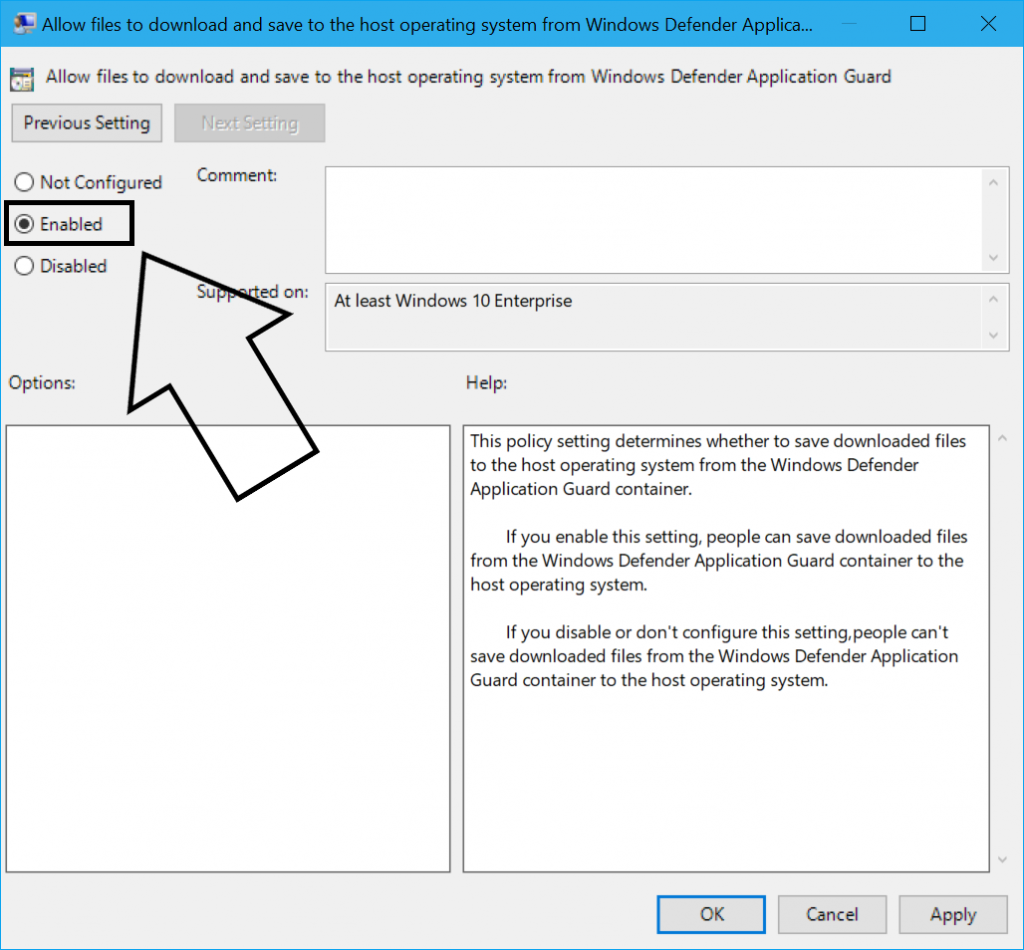 Allow files to download and save to the host operating system from Windows Defender Applica...
Allow files to download and save to the host operating system from Windows Defender Application Guard
Previous Setting
Next Setting
Not Configured
Enabled
Disabled
Comment:
Supported on:
At least Windows 10 Enterprise
Options:
Help:
This policy setting determines whether to save downloaded files
to the host operating system from the Windows Defender
Application Guard container.
If you enable this setting, people can save downloaded files
from the Windows Defender Application Guard container to the
host operating system.
If you disable or don't configure this setting,people can't
save downloaded files from the Windows Defender Application
Guard container to the host operating system.
OK
Cancel
Apply